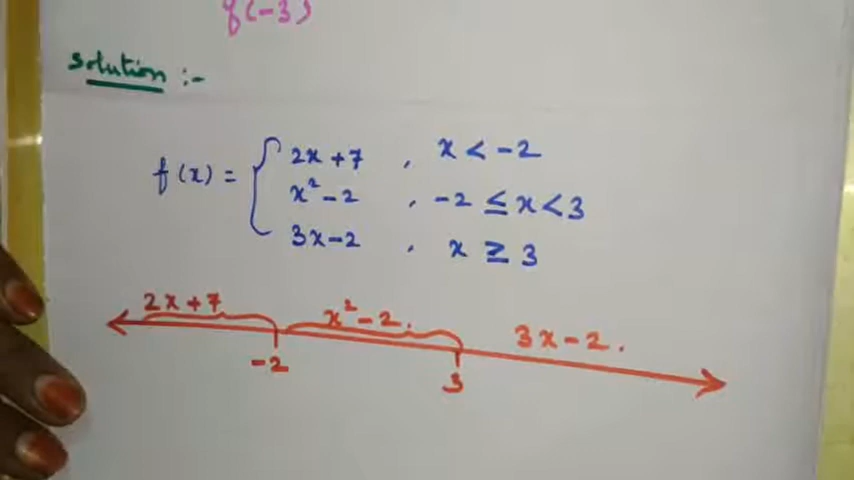 f(-3)
Solution :-
f(x) = { 2x + 7 , x < -2
x² - 2 , -2 ≤ x < 3
3x - 2 , x ≥ 3
2x + 7 x² - 2. 3x - 2.
-2 3